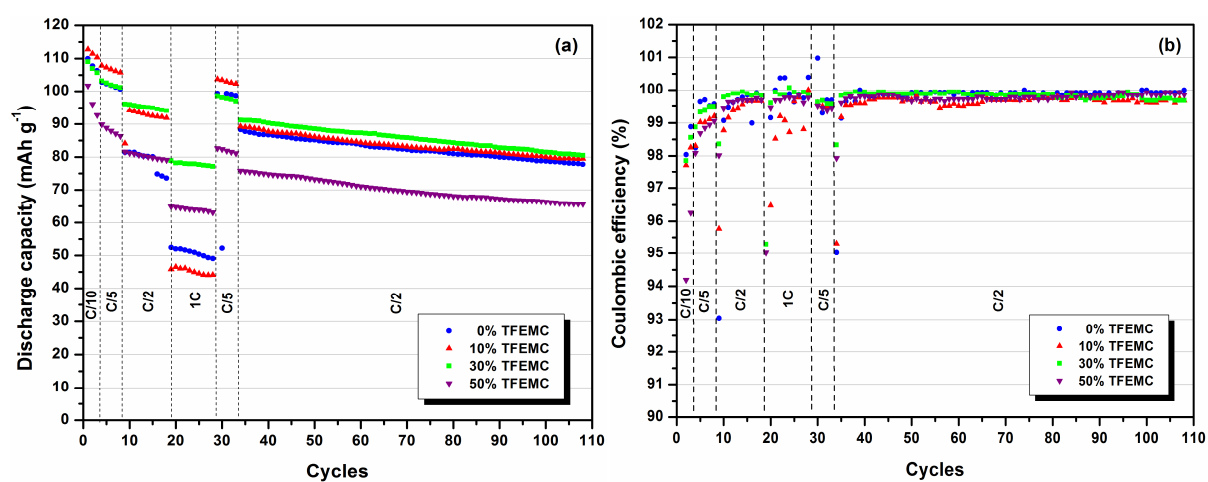 (a)
Discharge capacity (mAh g⁻¹)
120
110
100
90
80
70
60
50
40
30
20
10
0
C/10
C/5
C/2
1C
C/5
C/2
0% TFEMC
10% TFEMC
30% TFEMC
50% TFEMC
0 10 20 30 40 50 60 70 80 90 100 110
Cycles
(b)
Coulombic efficiency (%)
102
101
100
99
98
97
96
95
94
93
92
91
90
C/10
C/5
C/2
1C
C/5
C/2
0% TFEMC
10% TFEMC
30% TFEMC
50% TFEMC
0 10 20 30 40 50 60 70 80 90 100 110
Cycles